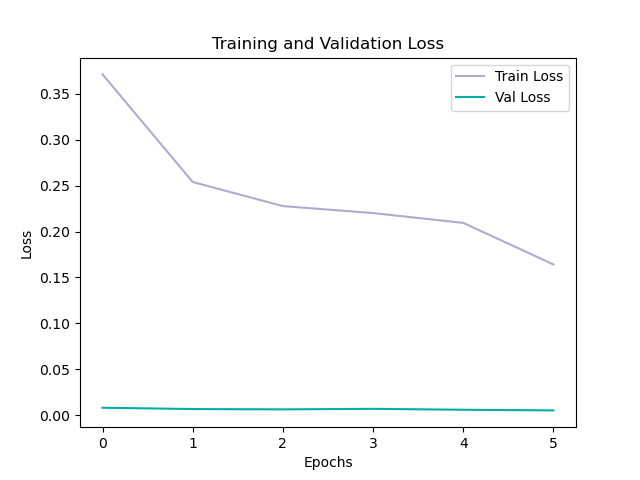 Training and Validation Loss
Train Loss
Val Loss
0.35
0.30
0.25
0.20
0.15
0.10
0.05
0.00
Loss
0 1 2 3 4 5
Epochs